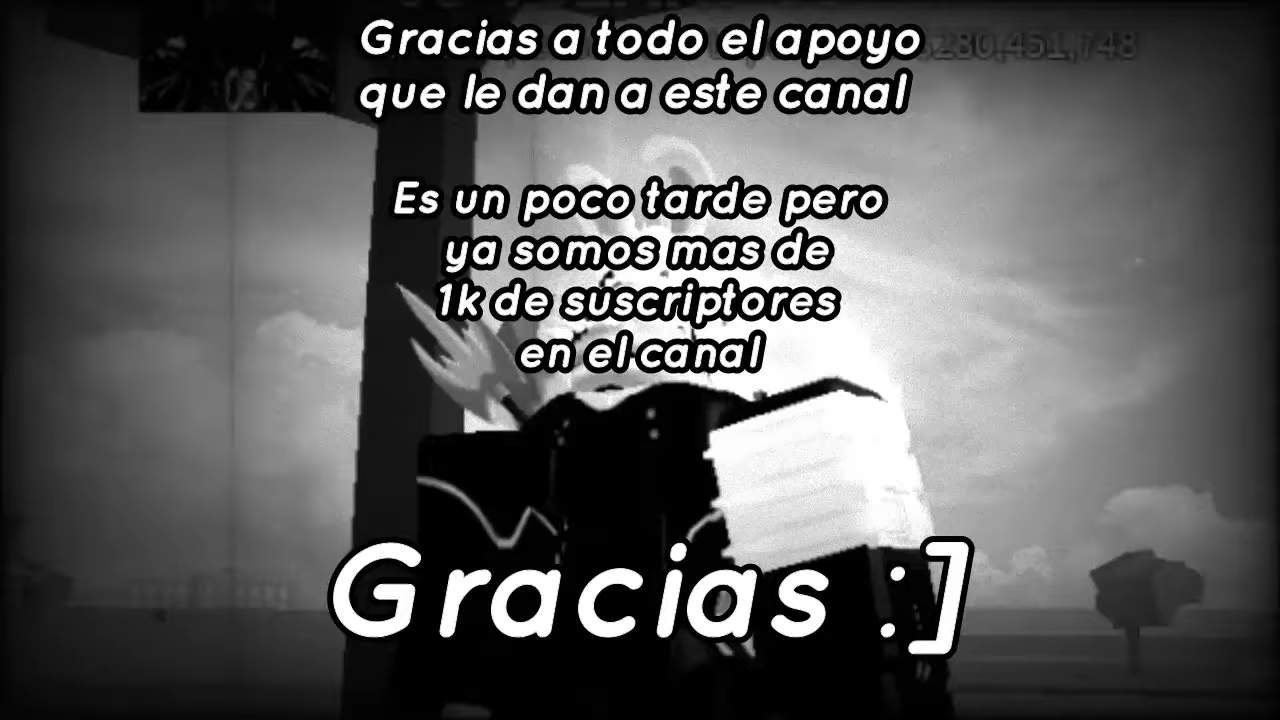 Gracias a todo el apoyo
que le dan a este canal
Es un poco tarde pero
ya somos mas de
1k de suscriptores
en el canal
Gracias :]